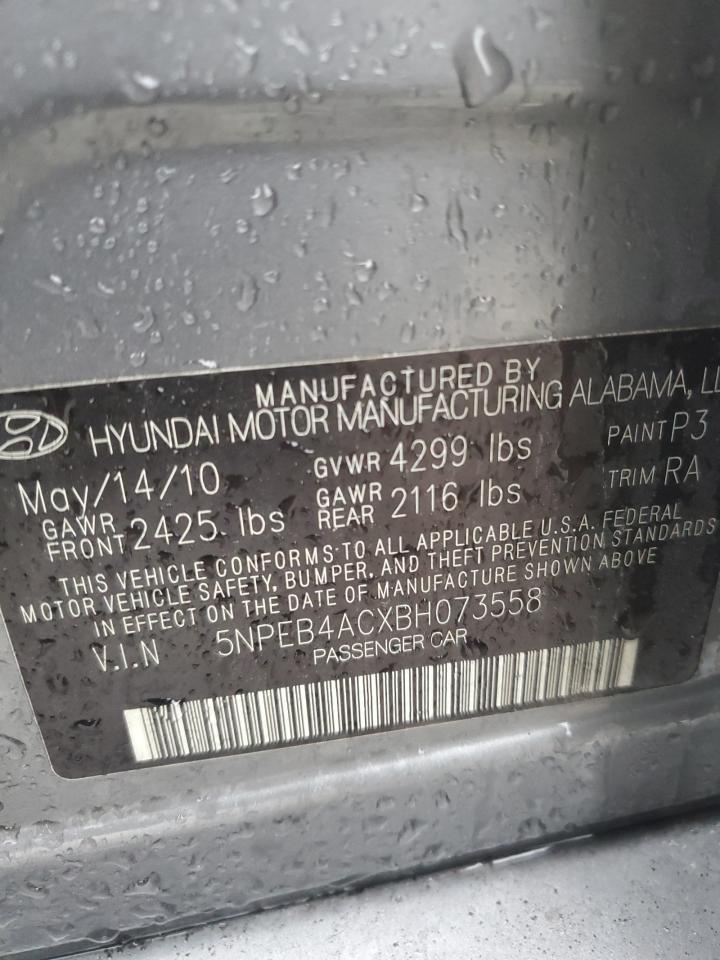 MANUFACTURED BY
HYUNDAI MOTOR MANUFACTURING ALABAMA,
May/14/10 GVWR 4299 lbs PAINT P3
GAWR FRONT 2425 lbs GAWR REAR 2116 lbs TRIM RA
THIS VEHICLE CONFORMS TO ALL APPLICABLE U.S.A. FEDERAL
MOTOR VEHICLE SAFETY, BUMPER, AND THEFT PREVENTION STANDARDS
IN EFFECT ON THE DATE OF MANUFACTURE SHOWN ABOVE
V.I.N 5NPEB4ACXBH073558
PASSENGER CAR